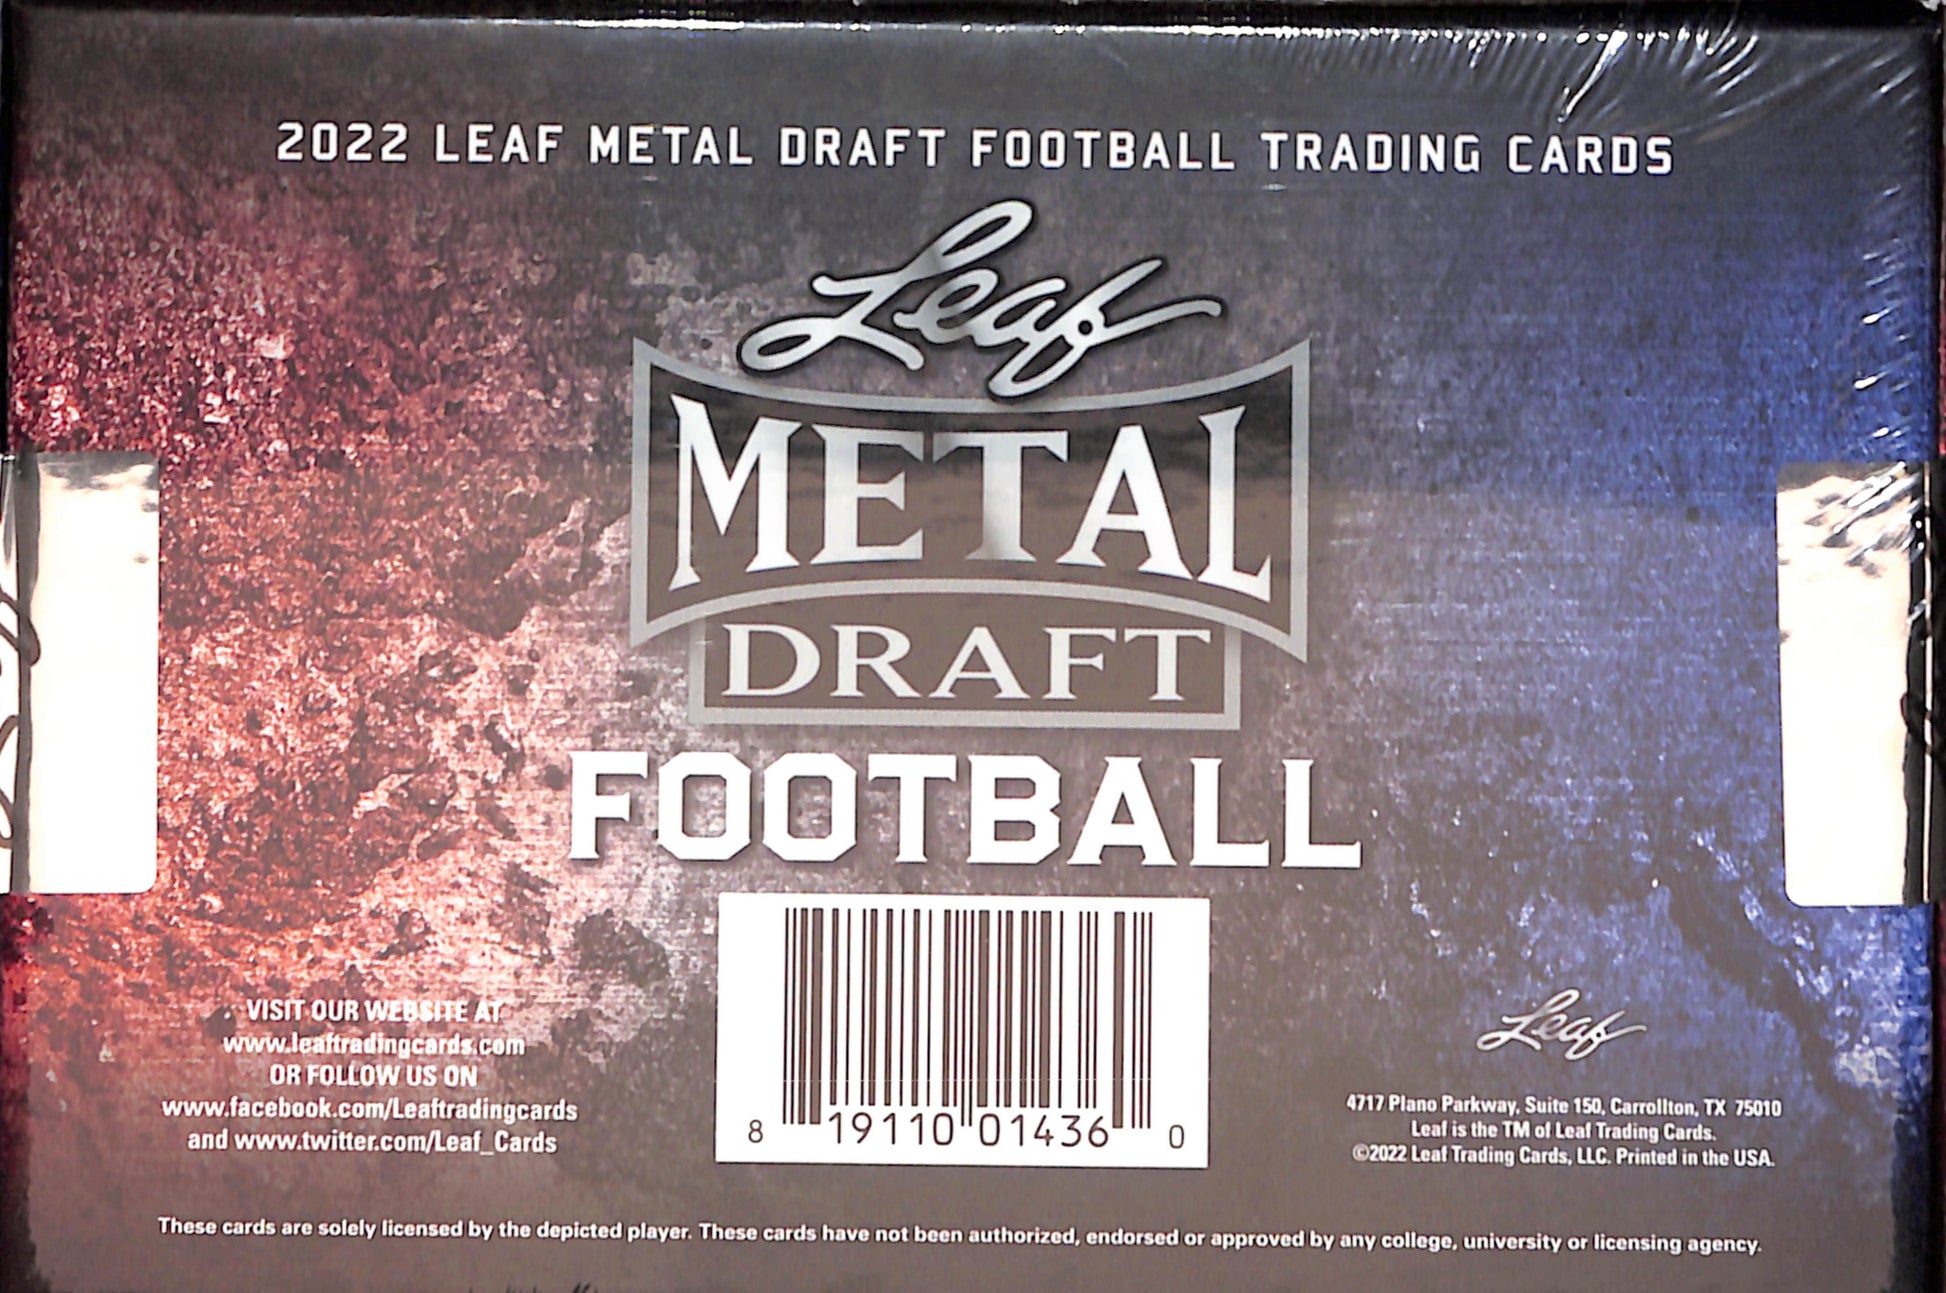 2022 LEAF METAL DRAFT FOOTBALL TRADING CARDS
Leaf
METAL
DRAFT
FOOTBALL
VISIT OUR WEBSITE AT
www.leaftradingcards.com
OR FOLLOW US ON
www.facebook.com/Leaftradingcards
and www.twitter.com/Leaf_Cards
8 19110 01436 0
Leaf
4717 Plano Parkway, Suite 150, Carrollton, TX 75010
Leaf is the TM of Leaf Trading Cards.
©2022 Leaf Trading Cards, LLC. Printed in the USA.
These cards are solely licensed by the depicted player. These cards have not been authorized, endorsed or approved by any college, university or licensing agency.